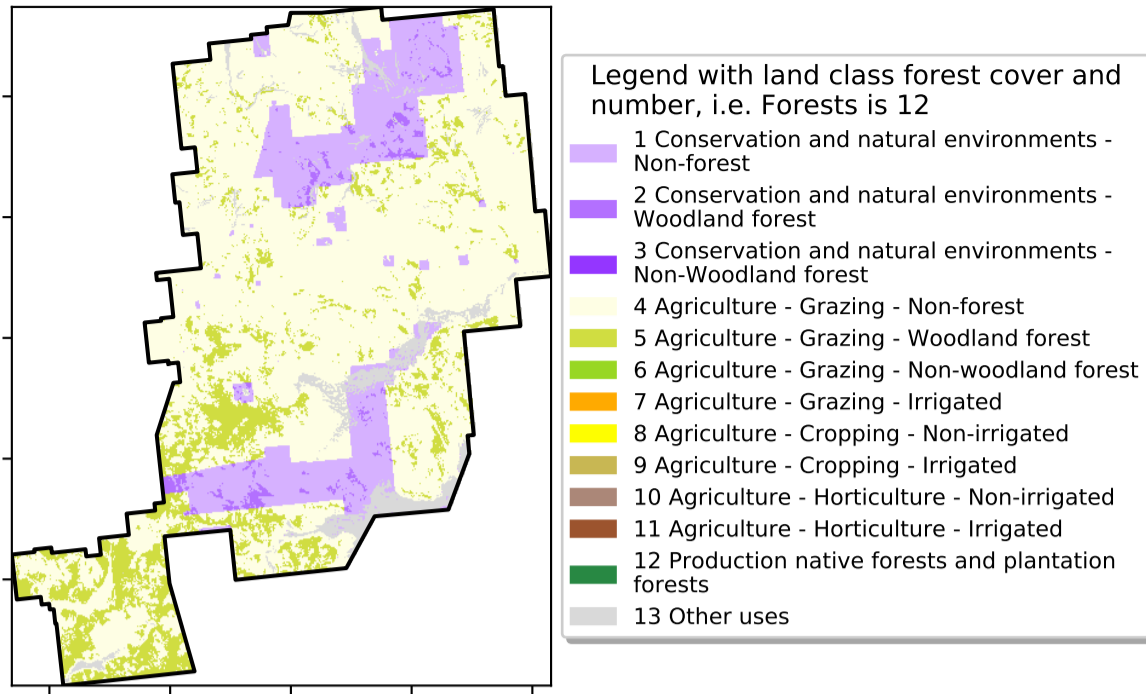 Legend with land class forest cover and
number, i.e. Forests is 12
1 Conservation and natural environments -
Non-forest
2 Conservation and natural environments -
Woodland forest
3 Conservation and natural environments -
Non-Woodland forest
4 Agriculture - Grazing - Non-forest
5 Agriculture - Grazing - Woodland forest
6 Agriculture - Grazing - Non-woodland forest
7 Agriculture - Grazing - Irrigated
8 Agriculture - Cropping - Non-irrigated
9 Agriculture - Cropping - Irrigated
10 Agriculture - Horticulture - Non-irrigated
11 Agriculture - Horticulture - Irrigated
12 Production native forests and plantation
forests
13 Other uses